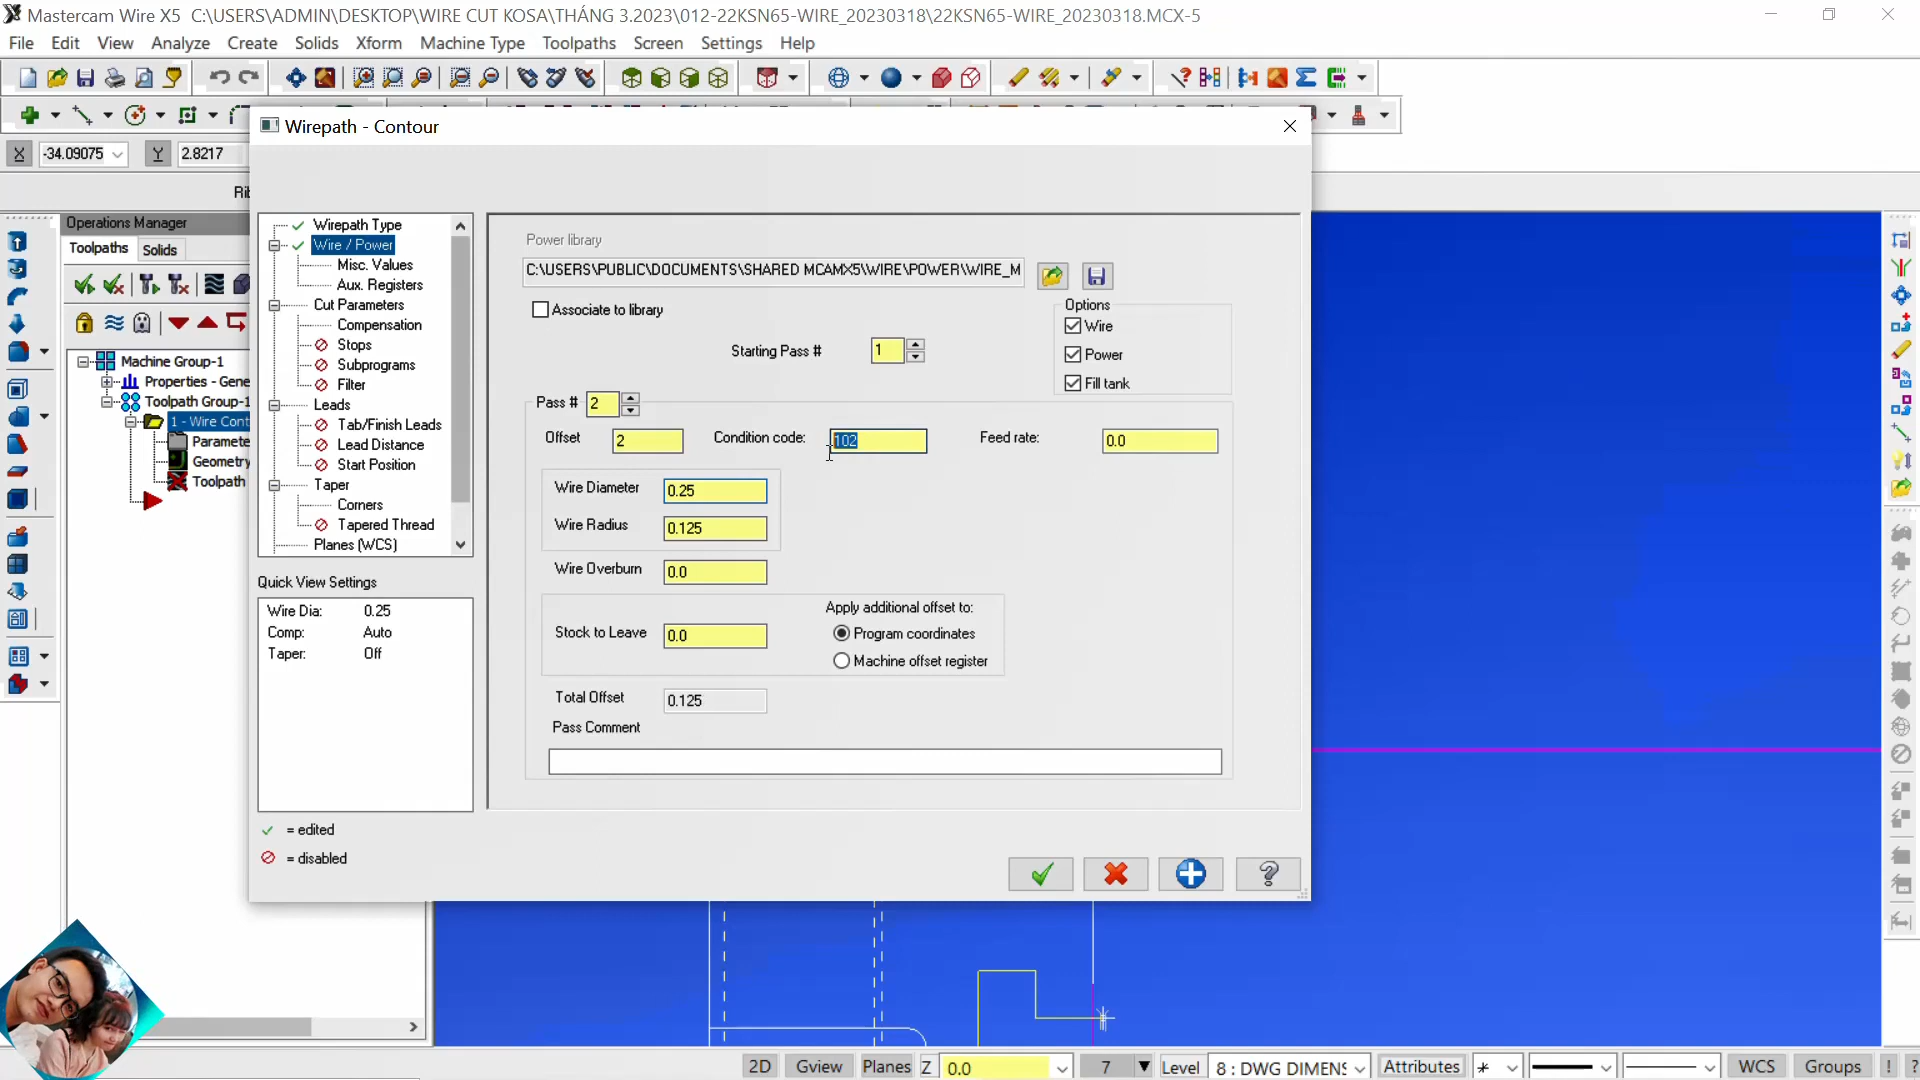 Mastercam Wire X5 C:\USERS\ADMIN\DESKTOP\WIRE CUT KOSA\THÁNG 3.2023\012-22KSN65-WIRE_20230318\22KSN65-WIRE_20230318.MCX-5
File Edit View Analyze Create Solids Xform Machine Type Toolpaths Screen Settings Help
Wirepath - Contour
X -34.09075 Y 2.8217
Operations Manager
Toolpaths Solids
Machine Group-1
Properties - Gene
Toolpath Group-1
1 - Wire Cont
Paramete
Geometry
Toolpath
Wirepath Type
Wire / Power
Misc. Values
Aux. Registers
Cut Parameters
Compensation
Stops
Subprograms
Filter
Leads
Tab/Finish Leads
Lead Distance
Start Position
Taper
Corners
Tapered Thread
Planes (WCS)
Quick View Settings
Wire Dia: 0.25
Comp: Auto
Taper: Off
= edited
= disabled
Power library
C:\USERS\PUBLIC\DOCUMENTS\SHARED MCAMX5\WIRE\POWER\WIRE_M
Associate to library
Options
Wire
Power
Fill tank
Starting Pass # 1
Pass # 2
Offset 2 Condition code: 102 Feed rate: 0.0
Wire Diameter 0.25
Wire Radius 0.125
Wire Overburn 0.0
Stock to Leave 0.0
Apply additional offset to:
Program coordinates
Machine offset register
Total Offset 0.125
Pass Comment
2D Gview Planes Z 0.0 7 Level 8 : DWG DIMENS Attributes WCS Groups ! ?